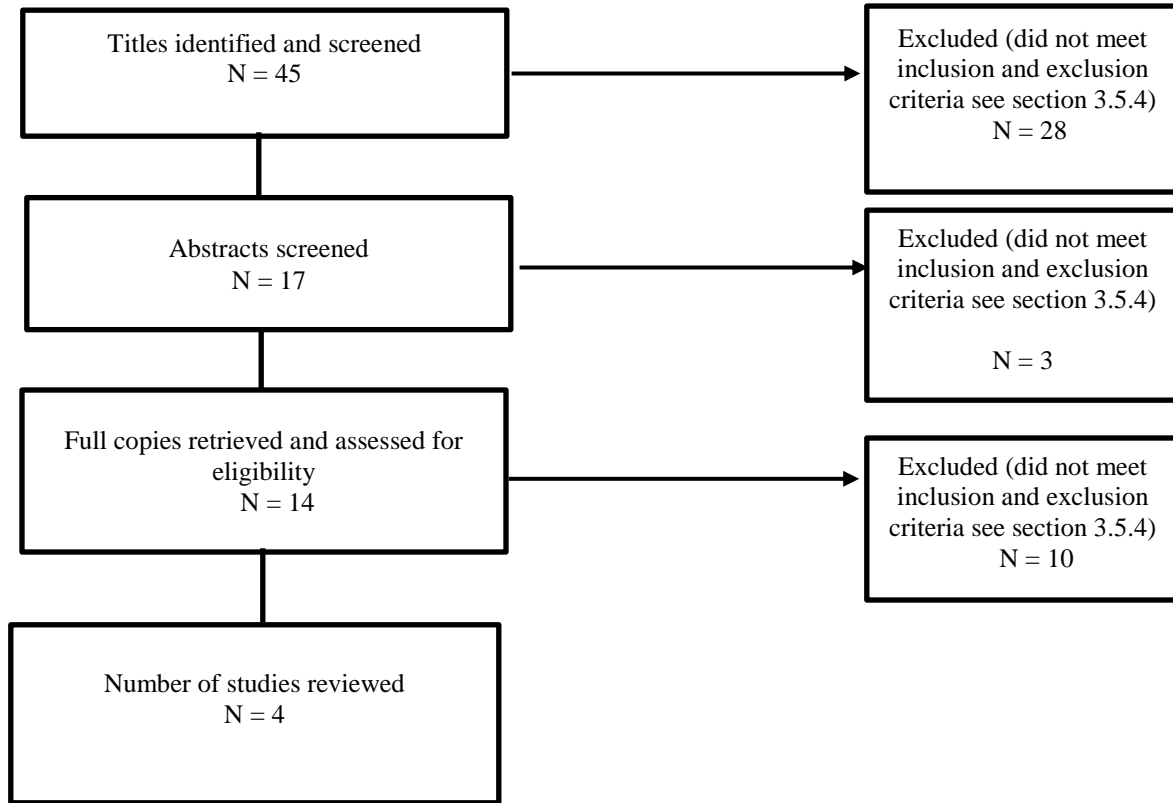 Titles identified and screened
N = 45
Excluded (did not meet
inclusion and exclusion
criteria see section 3.5.4)
N = 28
Abstracts screened
N = 17
Excluded (did not meet
inclusion and exclusion
criteria see section 3.5.4)
N = 3
Full copies retrieved and assessed for
eligibility
N = 14
Excluded (did not meet
inclusion and exclusion
criteria see section 3.5.4)
N = 10
Number of studies reviewed
N = 4